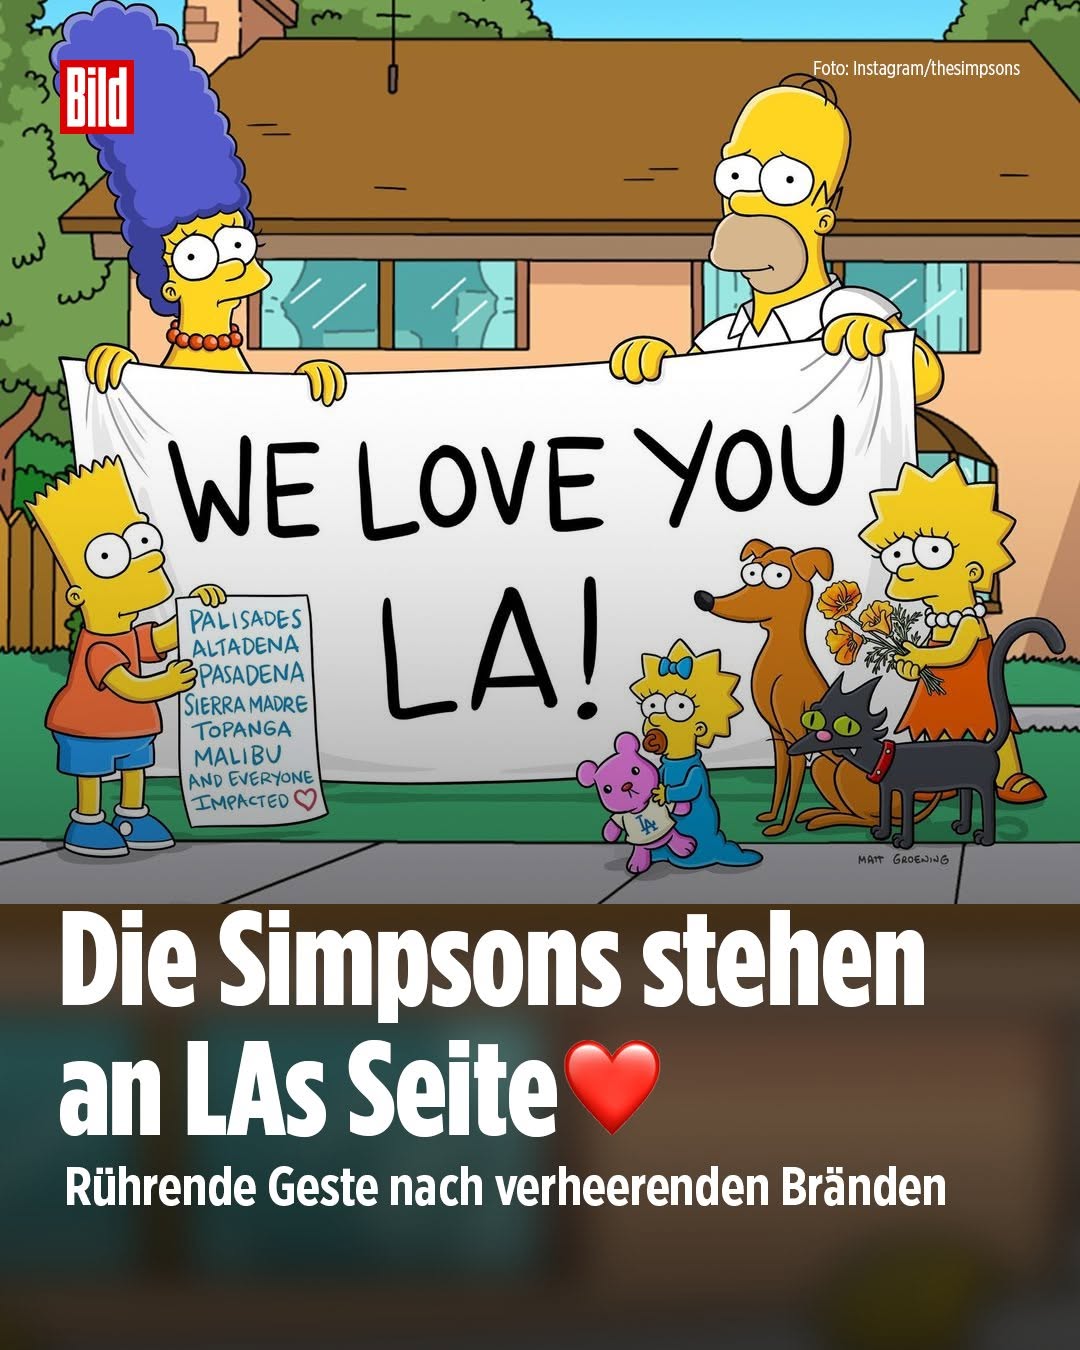 Bild
Foto: Instagram/thesimpsons
WE LOVE YOU
LA!
PALISADES
ALTADENA
PASADENA
SIERRA MADRE
TOPANGA
MALIBU
AND EVERYONE
IMPACTED ♡
LA
MATT GROENING
Die Simpsons stehen
an LAs Seite❤️
Rührende Geste nach verheerenden Bränden